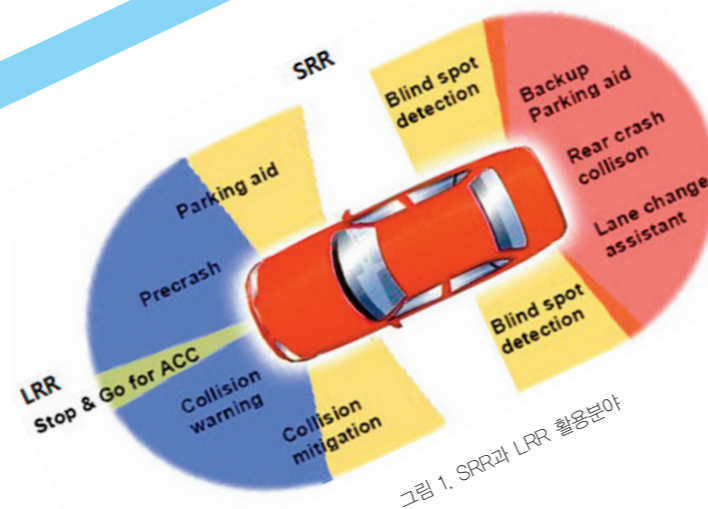 SRR
Blind spot
detection
Backup
Parking aid
Rear crash
collison
Lane change
assistant
Parking aid
Precrash
LRR
Stop & Go for ACC
Collision
warning
Collision
mitigation
Blind spot
detection
그림 1. SRR과 LRR 활용분야